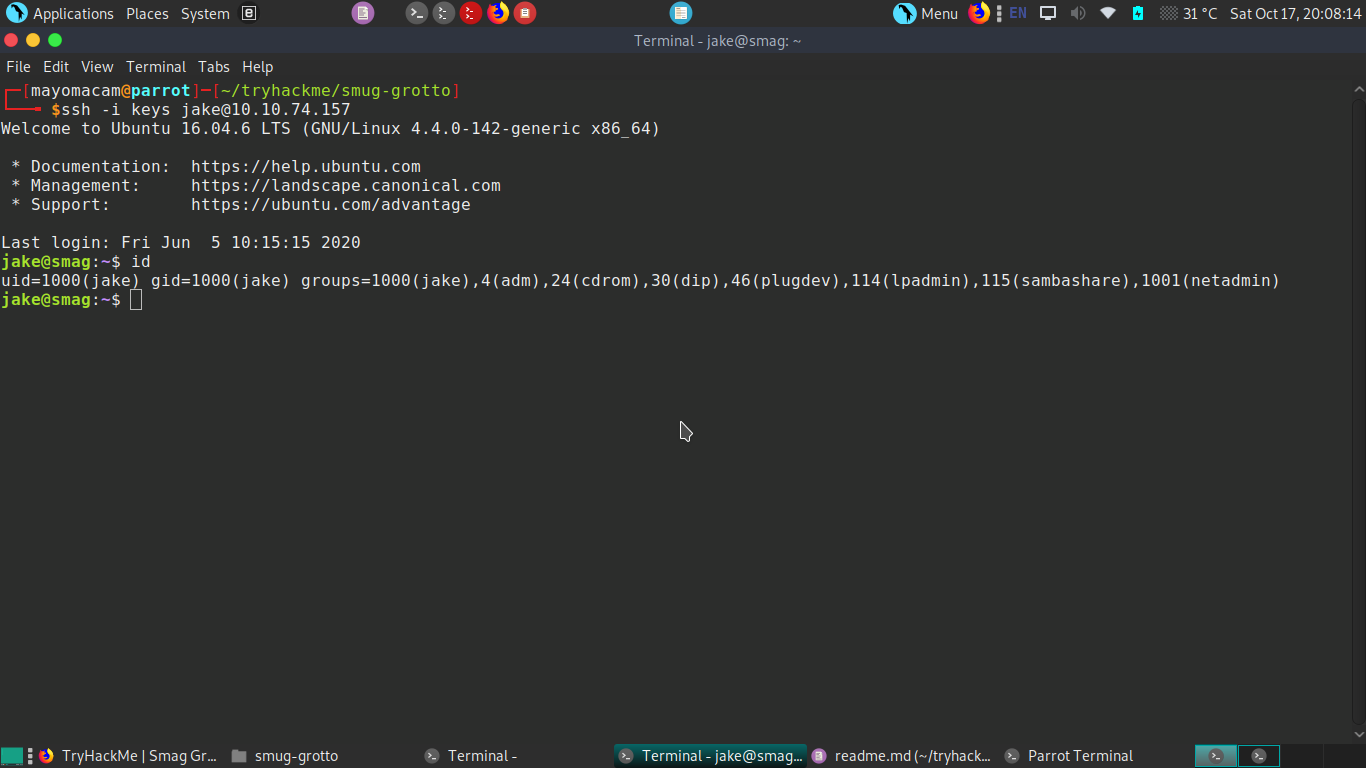 Applications Places System
Menu EN 31 °C Sat Oct 17, 20:08:14
Terminal - jake@smag: ~
File Edit View Terminal Tabs Help
┌─[mayomacam@parrot]─[~/tryhackme/smug-grotto]
└──╼ $ssh -i keys jake@10.10.74.157
Welcome to Ubuntu 16.04.6 LTS (GNU/Linux 4.4.0-142-generic x86_64)
* Documentation: https://help.ubuntu.com
* Management: https://landscape.canonical.com
* Support: https://ubuntu.com/advantage
Last login: Fri Jun 5 10:15:15 2020
jake@smag:~$ id
uid=1000(jake) gid=1000(jake) groups=1000(jake),4(adm),24(cdrom),30(dip),46(plugdev),114(lpadmin),115(sambashare),1001(netadmin)
jake@smag:~$
TryHackMe | Smag Gr... smug-grotto Terminal - Terminal - jake@smag... readme.md (~/tryhack... Parrot Terminal